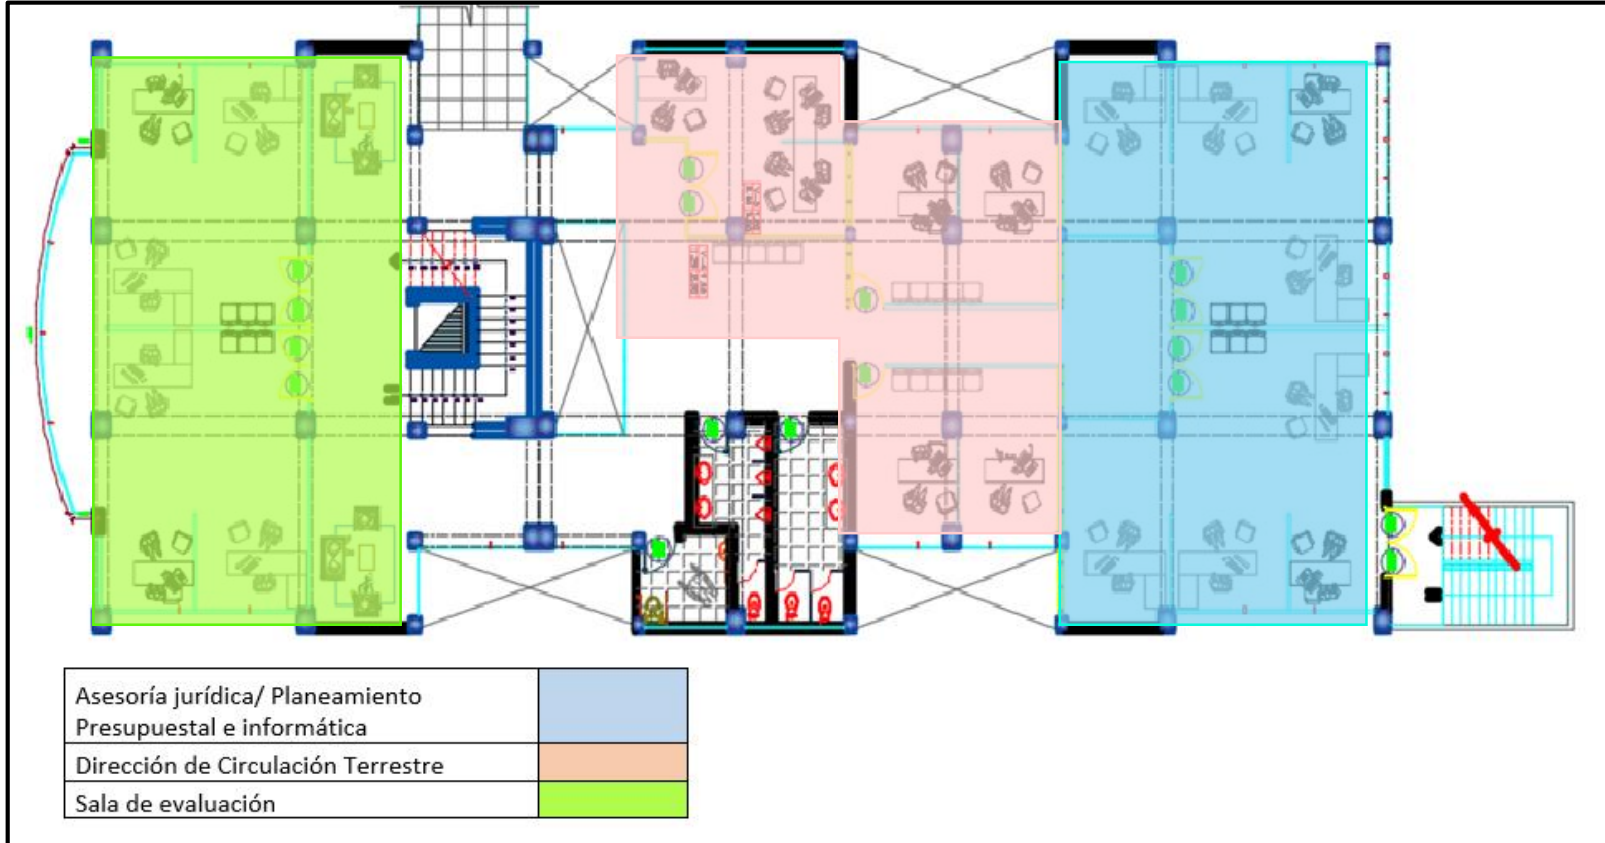 Asesoría jurídica/ Planeamiento
Presupuestal e informática
Dirección de Circulación Terrestre
Sala de evaluación